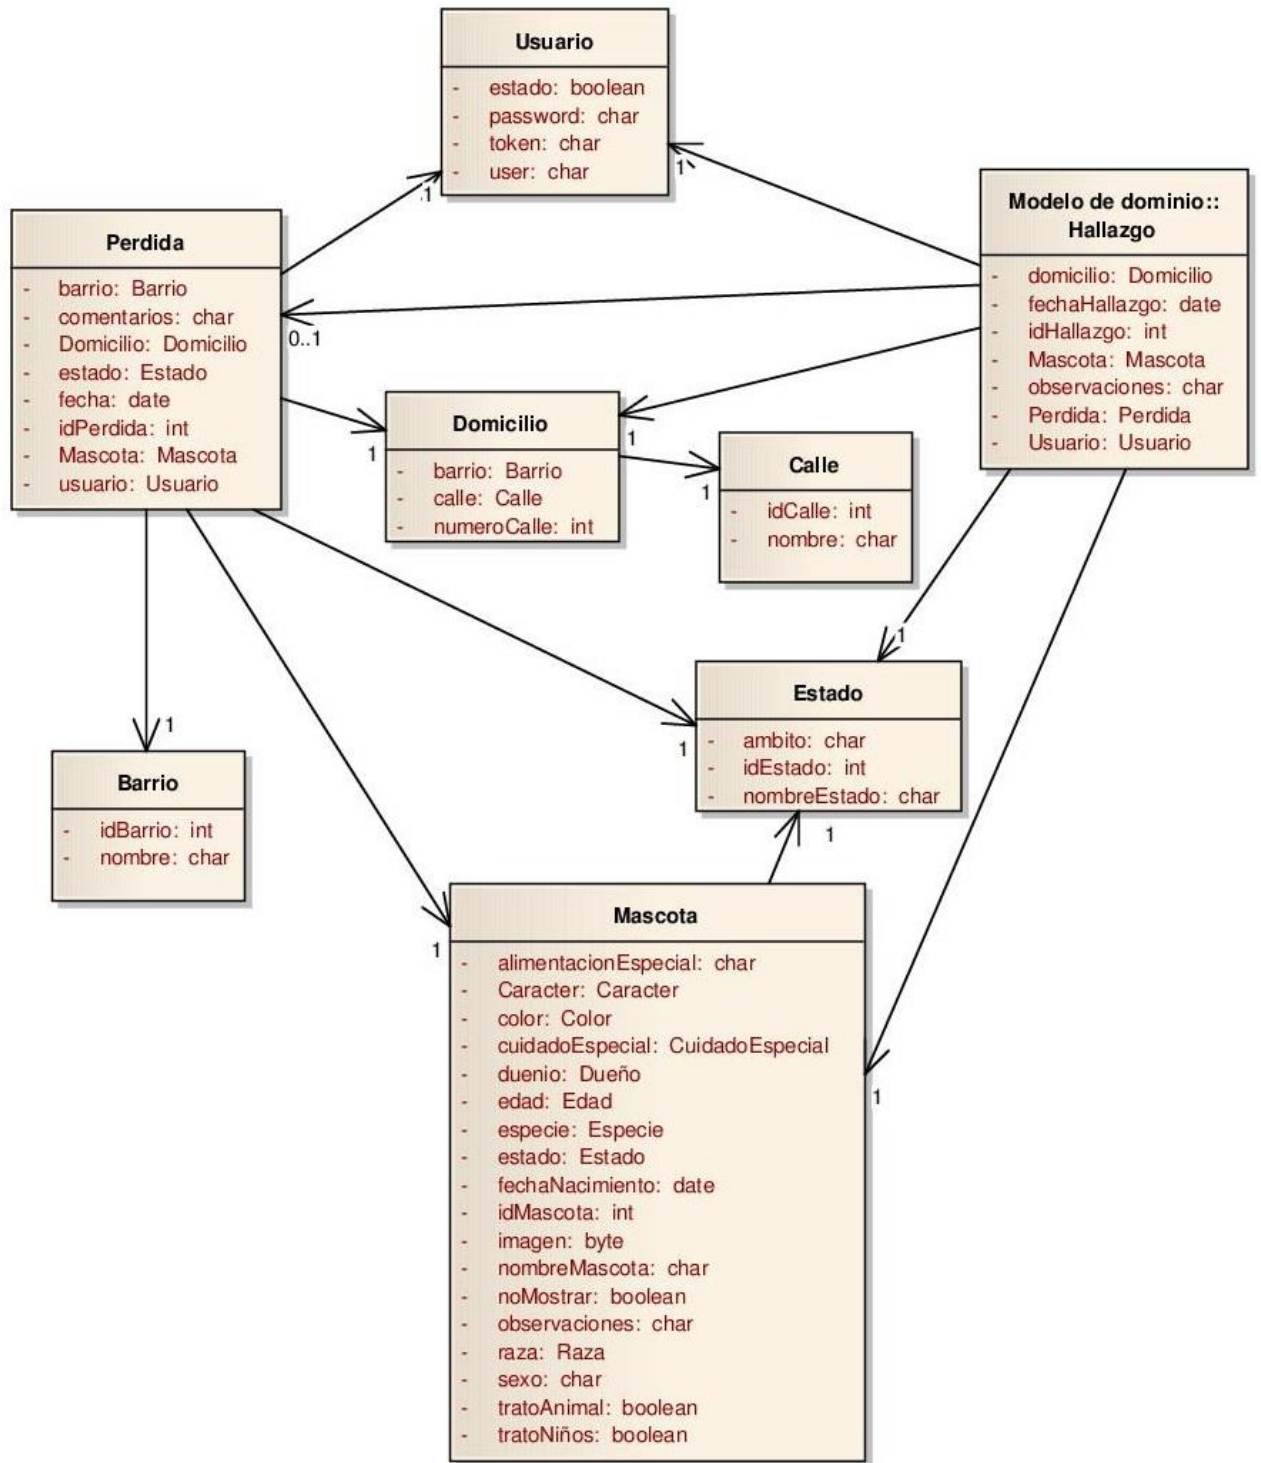 Usuario
- estado: boolean
- password: char
- token: char
- user: char
1
1
Modelo de dominio::
Hallazgo
- domicilio: Domicilio
- fechaHallazgo: date
- idHallazgo: int
- Mascota: Mascota
- observaciones: char
- Perdida: Perdida
- Usuario: Usuario
Perdida
- barrio: Barrio
- comentarios: char
- Domicilio: Domicilio
- estado: Estado
- fecha: date
- idPerdida: int
- Mascota: Mascota
- usuario: Usuario
0..1
1
Domicilio
- barrio: Barrio
- calle: Calle
- numeroCalle: int
1
1
Calle
- idCalle: int
- nombre: char
1
1
Estado
- ambito: char
- idEstado: int
- nombreEstado: char
1
1
Barrio
- idBarrio: int
- nombre: char
1
Mascota
- alimentacionEspecial: char
- Caracter: Caracter
- color: Color
- cuidadoEspecial: CuidadoEspecial
- duenio: Dueño
- edad: Edad
- especie: Especie
- estado: Estado
- fechaNacimiento: date
- idMascota: int
- imagen: byte
- nombreMascota: char
- noMostrar: boolean
- observaciones: char
- raza: Raza
- sexo: char
- tratoAnimal: boolean
- tratoNiños: boolean
1